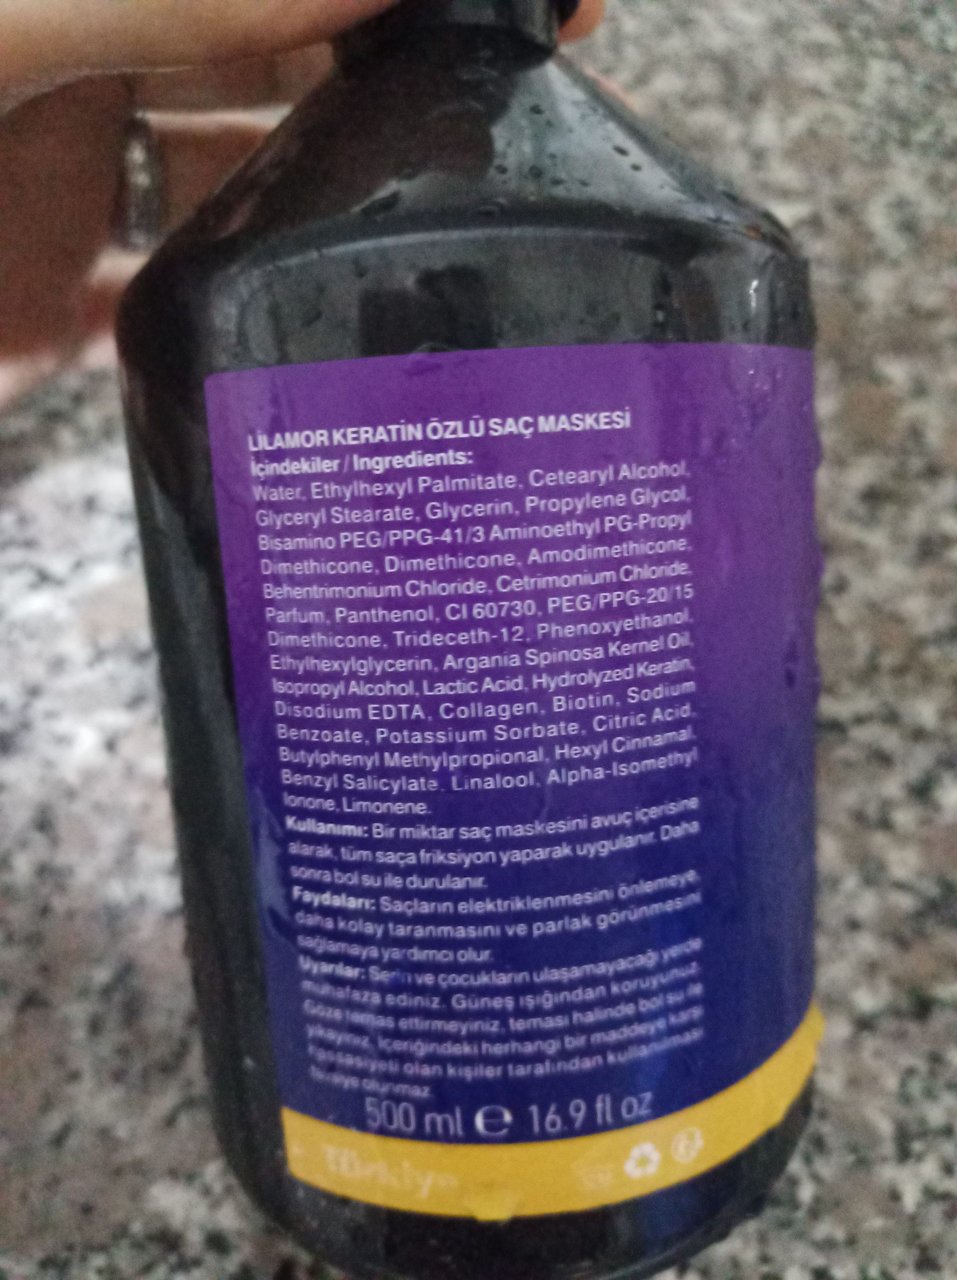 LİLAMOR KERATİN ÖZLÜ SAÇ MASKESİ
İçindekiler / Ingredients:
Water, Ethylhexyl Palmitate, Cetearyl Alcohol,
Glyceryl Stearate, Glycerin, Propylene Glycol,
Bisamino PEG/PPG-41/3 Aminoethyl PG-Propyl
Dimethicone, Dimethicone, Amodimethicone,
Behentrimonium Chloride, Cetrimonium Chloride,
Parfum, Panthenol, CI 60730, PEG/PPG-20/15
Dimethicone, Trideceth-12, Phenoxyethanol,
Ethylhexylglycerin, Argania Spinosa Kernel Oil,
Isopropyl Alcohol, Lactic Acid, Hydrolyzed Keratin,
Disodium EDTA, Collagen, Biotin, Sodium
Benzoate, Potassium Sorbate, Citric Acid,
Butylphenyl Methylpropional, Hexyl Cinnamal,
Benzyl Salicylate, Linalool, Alpha-Isomethyl
Ionone, Limonene.
Kullanımı: Bir miktar saç maskesini avuç içerisine
alarak, tüm saça friksiyon yaparak uygulanır. Daha
sonra bol su ile durulanır.
Faydaları: Saçların elektriklenmesini önlemeye,
daha kolay taranmasını ve parlak görünmesini
sağlamaya yardımcı olur.
Uyarılar: Serin ve çocukların ulaşamayacağı yerde
muhafaza ediniz. Güneş ışığından koruyunuz.
Göze temas ettirmeyiniz, teması halinde bol su ile
yıkayınız. İçeriğindeki herhangi bir maddeye karşı
hassasiyeti olan kişiler tarafından kullanılması
tavsiye olunmaz.
500 ml e 16.9 fl oz
Türkiye